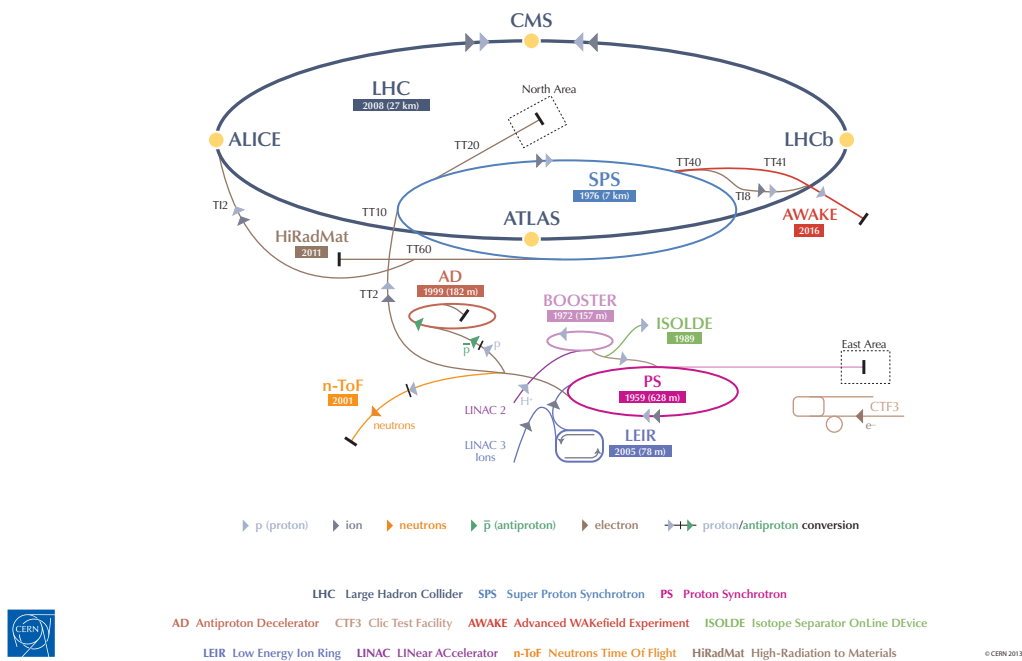 CMS
LHC
2008 (27 km)
North Area
ALICE
LHCb
TT20
TT40
TT41
SPS
1976 (7 km)
TI8
TI2
TT10
ATLAS
AWAKE
2016
HiRadMat
2011
TT60
AD
1999 (182 m)
TT2
BOOSTER
1972 (157 m)
ISOLDE
1989
p̅
p
East Area
PS
1959 (628 m)
n-ToF
2001
neutrons
H-
LINAC 2
CTF3
e–
LINAC 3
Ions
LEIR
2005 (78 m)
p (proton) ion neutrons p̅ (antiproton) electron proton/antiproton conversion
LHC Large Hadron Collider SPS Super Proton Synchrotron PS Proton Synchrotron
AD Antiproton Decelerator CTF3 Clic Test Facility AWAKE Advanced WAKefield Experiment ISOLDE Isotope Separator OnLine DEvice
LEIR Low Energy Ion Ring LINAC LINear ACcelerator n-ToF Neutrons Time Of Flight HiRadMat High-Radiation to Materials
CERN
© CERN 2013